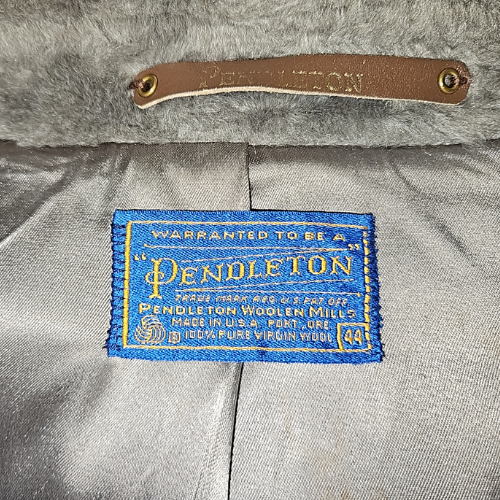 PENDLETON
WARRANTED TO BE A
"PENDLETON"
TRADE MARK REG. U.S. PAT. OFF.
PENDLETON WOOLEN MILLS
MADE IN U.S.A. PORT., ORE.
100% PURE VIRGIN WOOL
44